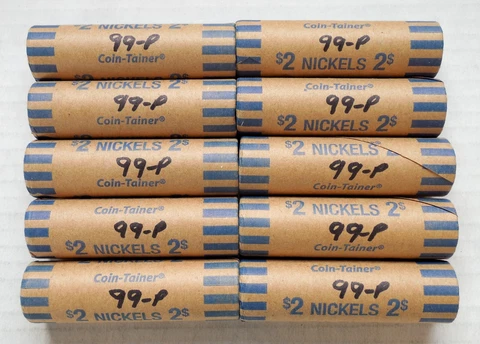 $2 NICKELS 2$
99-P
Coin-Tainer®
Coin-Tainer®
99-P
$2 NICKELS 2$
$2 NICKELS 2$
99-P
Coin-Tainer®
Coin-Tainer®
99-P
$2 NICKELS 2$
$2 NICKELS 2$
99-P
Coin-Tainer®
$2 NICKELS 2$
99-P
Coin-Tainer®
Coin-Tainer®
99-P
$2 NICKELS 2$
$2 NICKELS 2$
99-P
Coin-Tainer®
Coin-Tainer®
99-P
$2 NICKELS 2$
Coin-Tainer®
99-P
$2 NICKELS 2$